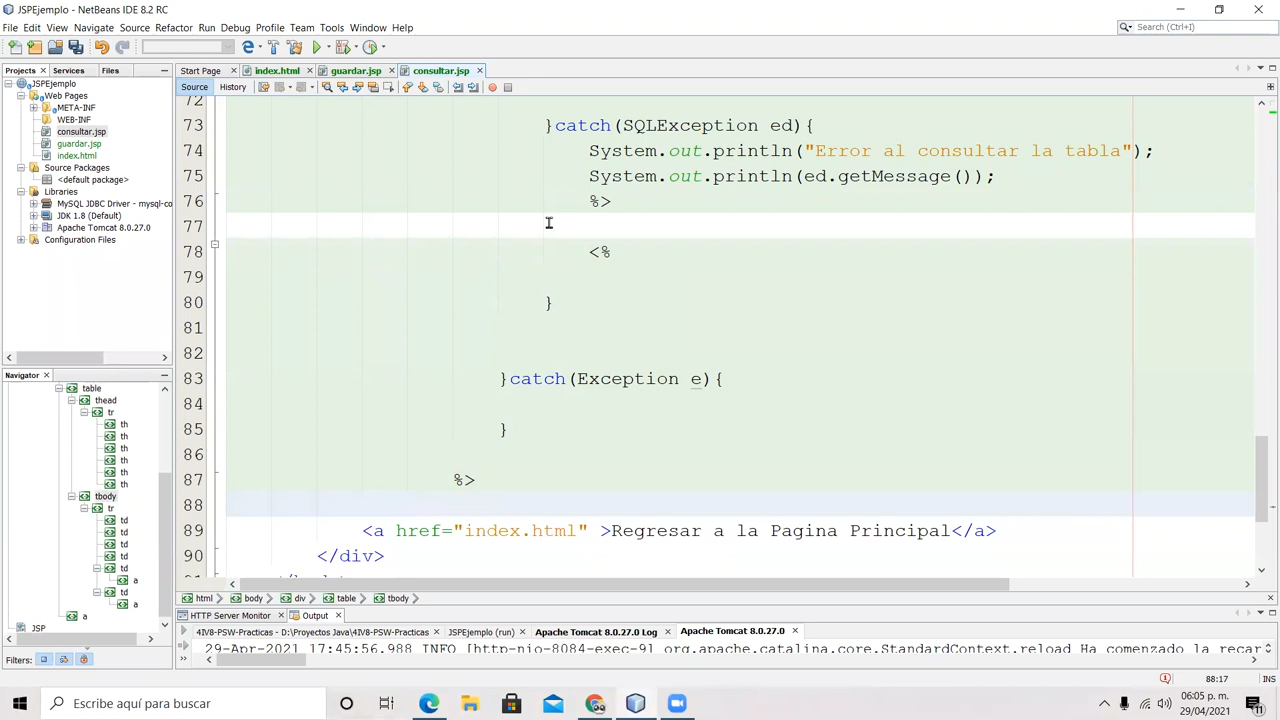 JSPEjemplo - NetBeans IDE 8.2 RC
File Edit View Navigate Source Refactor Run Debug Profile Team Tools Window Help
Search (Ctrl+I)
Projects Services Files
Start Page index.html guardar.jsp consultar.jsp
Source History
JSPEjemplo
Web Pages
META-INF
WEB-INF
consultar.jsp
guardar.jsp
index.html
Source Packages
<default package>
Libraries
MySQL JDBC Driver - mysql-co
JDK 1.8 (Default)
Apache Tomcat 8.0.27.0
Configuration Files
72
73 }catch(SQLException ed){
74 System.out.println("Error al consultar la tabla");
75 System.out.println(ed.getMessage());
76 %>
77
78 <%
79
80 }
81
82
83 }catch(Exception e){
84
85 }
86
87 %>
88
89 <a href="index.html" >Regresar a la Pagina Principal</a>
90 </div>
Navigator
table
thead
tr
th
th
th
th
th
th
tbody
tr
td
td
td
td
td
a
td
a
a
JSP
Filters:
html body div table tbody
HTTP Server Monitor Output
4IV8-PSW-Practicas - D:\Proyectos Java\4IV8-PSW-Practicas JSPEjemplo (run) Apache Tomcat 8.0.27.0 Log Apache Tomcat 8.0.27.0
29-Apr-2021 17:45:56.988 INFO [http-nio-8084-exec-9] org.apache.catalina.core.StandardContext.reload Ha comenzado la recar
88:17 INS
Escribe aquí para buscar
06:05 p. m.
29/04/2021
11